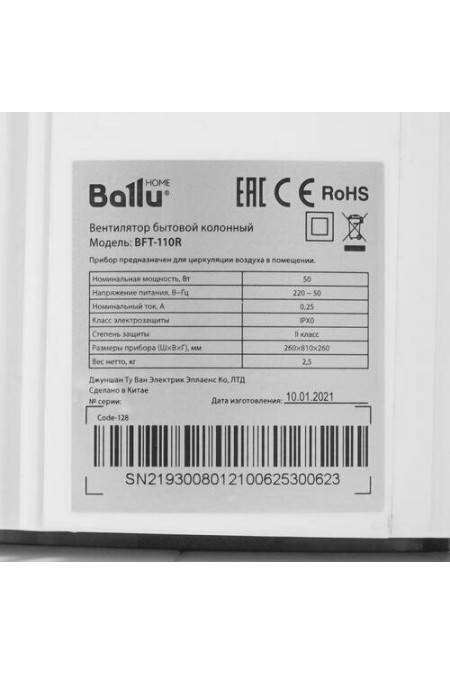 Ballu® HOME
EAC CE RoHS
Вентилятор бытовой колонный
Модель: BFT-110R
Прибор предназначен для циркуляции воздуха в помещении.
Номинальная мощность, Вт 50
Напряжение питания, В~Гц 220 ~ 50
Номинальный ток, А 0,25
Класс электрозащиты IPX0
Степень защиты II класс
Размеры прибора (Ш×В×Г), мм 260×810×260
Вес нетто, кг 2,5
Джуншан Ту Ван Электрик Эплаенс Ко, ЛТД
Сделано в Китае
№ серии: Дата изготовления: 10.01.2021
Code-128
SN2193008012100625300623